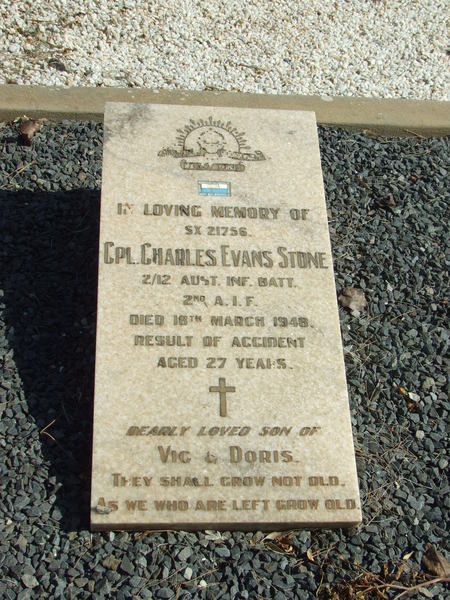 IN LOVING MEMORY OF
SX 21756.
CPL. CHARLES EVANS STONE
2/12 AUST. INF. BATT.
2ND A.I.F.
DIED 18TH MARCH 1948.
RESULT OF ACCIDENT
AGED 27 YEARS.
DEARLY LOVED SON OF
VIC & DORIS.
THEY SHALL GROW NOT OLD.
AS WE WHO ARE LEFT GROW OLD.